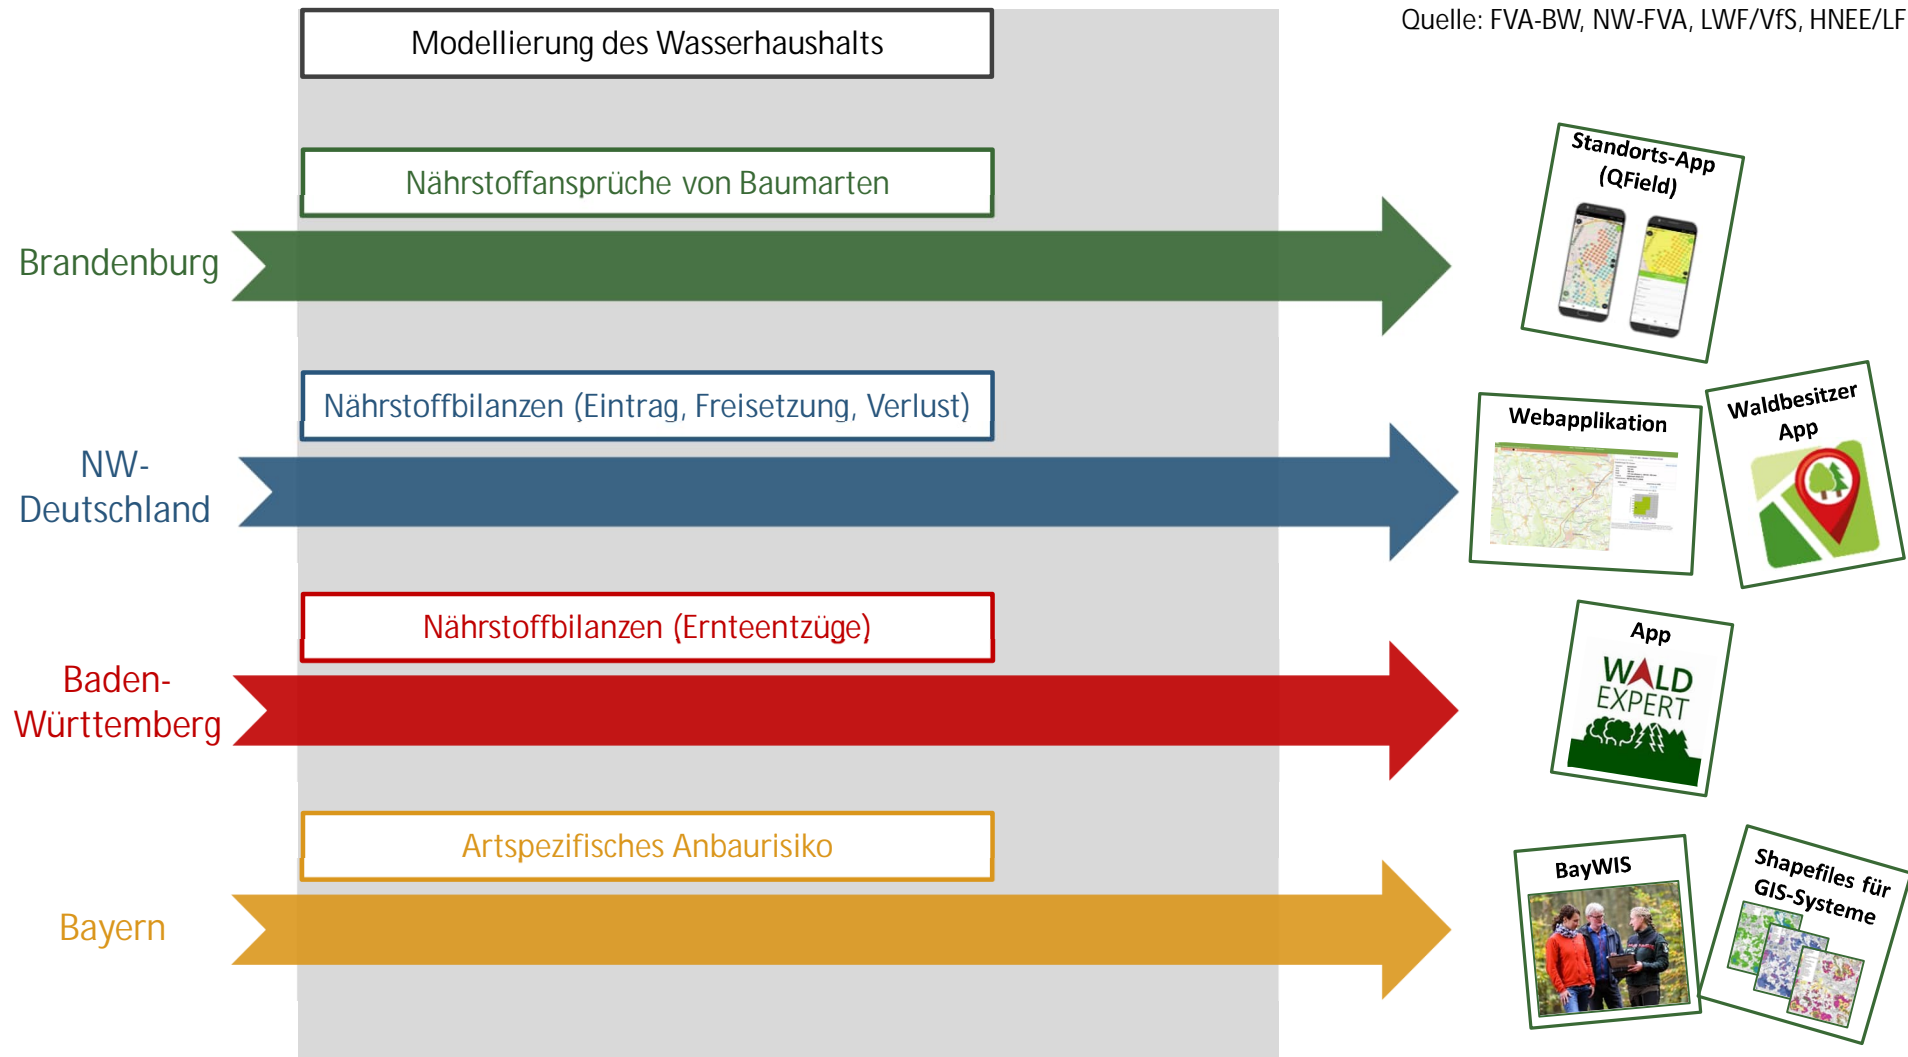 Quelle: FVA-BW, NW-FVA, LWF/VfS, HNEE/LF
Modellierung des Wasserhaushalts
Nährstoffansprüche von Baumarten
Brandenburg
Standorts-App
(QField)
Nährstoffbilanzen (Eintrag, Freisetzung, Verlust)
NW-
Deutschland
Webapplikation
Waldbesitzer
App
Nährstoffbilanzen (Ernteentzüge)
Baden-
Württemberg
App
WALD
EXPERT
Artspezifisches Anbaurisiko
Bayern
BayWIS
Shapefiles für
GIS-Systeme